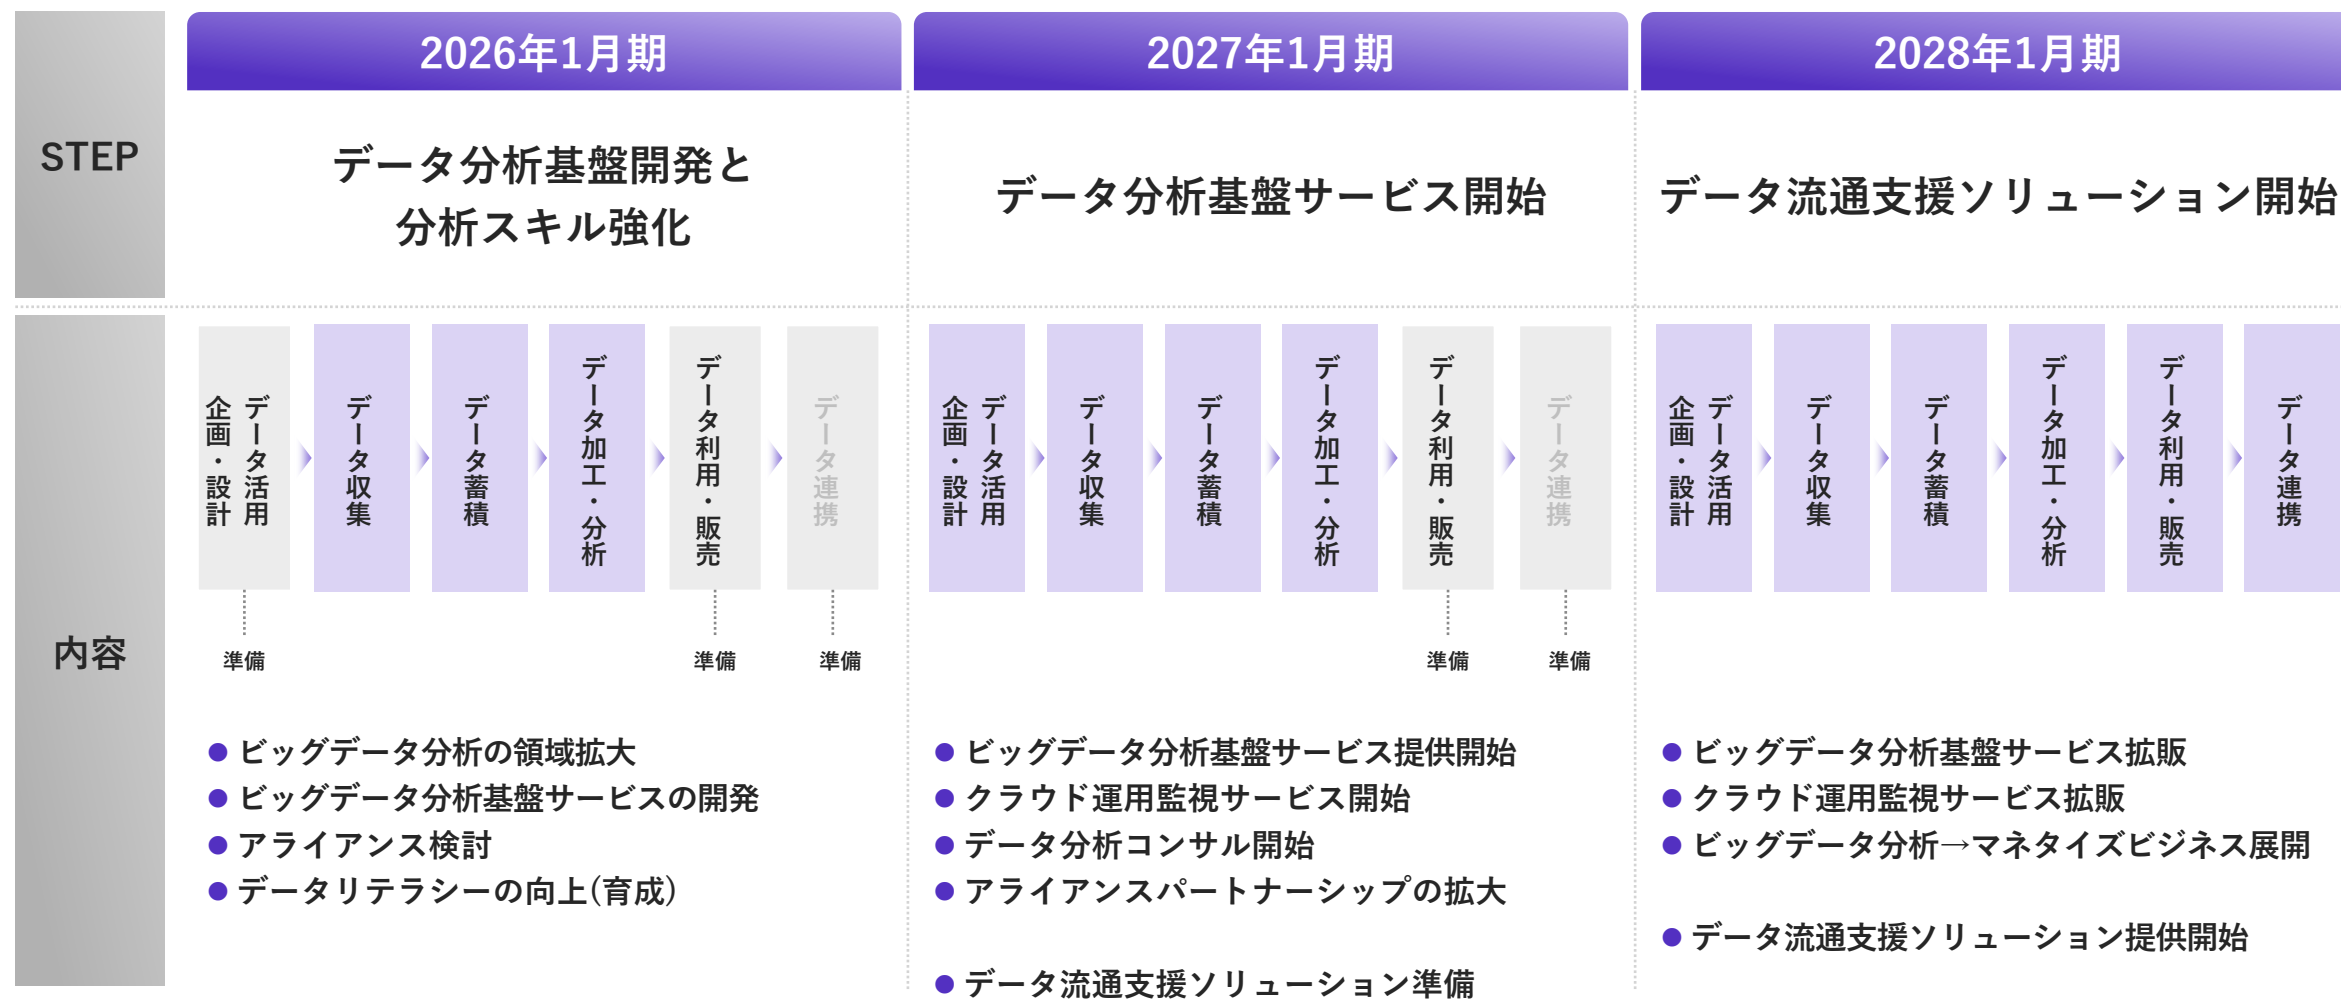 STEP
2026年1月期
データ分析基盤開発と
分析スキル強化
2027年1月期
データ分析基盤サービス開始
2028年1月期
データ流通支援ソリューション開始
内容
データ活用
企画・設計
データ収集
データ蓄積
データ加工・分析
データ利用・販売
データ連携
準備
準備
準備
●ビッグデータ分析の領域拡大
●ビッグデータ分析基盤サービスの開発
●アライアンス検討
●データリテラシーの向上(育成)
データ活用
企画・設計
データ収集
データ蓄積
データ加工・分析
データ利用・販売
データ連携
準備
準備
●ビッグデータ分析基盤サービス提供開始
●クラウド運用監視サービス開始
●データ分析コンサル開始
●アライアンスパートナーシップの拡大
●データ流通支援ソリューション準備
データ活用
企画・設計
データ収集
データ蓄積
データ加工・分析
データ利用・販売
データ連携
●ビッグデータ分析基盤サービス拡販
●クラウド運用監視サービス拡販
●ビッグデータ分析→マネタイズビジネス展開
●データ流通支援ソリューション提供開始